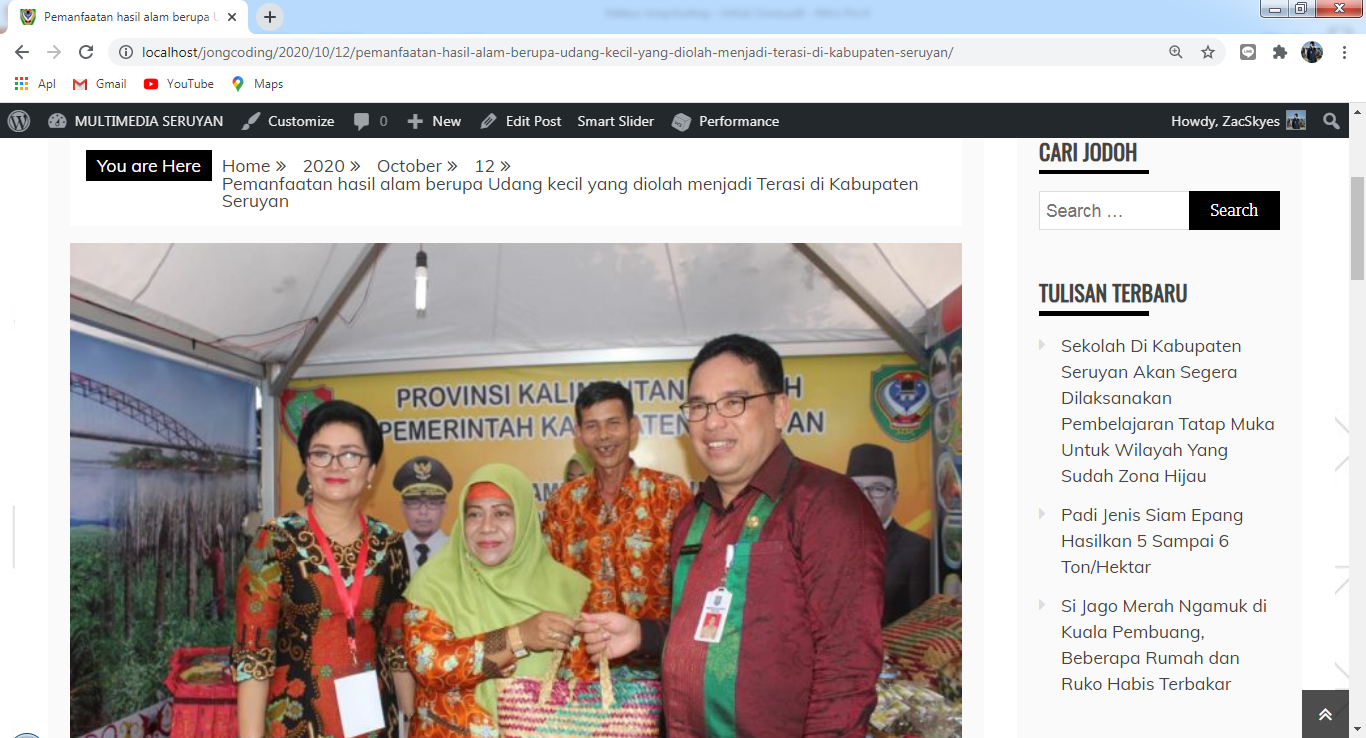 Pemanfaatan hasil alam berupa U
localhost/jongcoding/2020/10/12/pemanfaatan-hasil-alam-berupa-udang-kecil-yang-diolah-menjadi-terasi-di-kabupaten-seruyan/
Apl Gmail YouTube Maps
MULTIMEDIA SERUYAN Customize 0 New Edit Post Smart Slider Performance Howdy, ZacSkyes
You are Here Home » 2020 » October » 12 »
Pemanfaatan hasil alam berupa Udang kecil yang diolah menjadi Terasi di Kabupaten
Seruyan
PROVINSI
PEMERINTAH
CARI JODOH
Search …
Search
TULISAN TERBARU
Sekolah Di Kabupaten
Seruyan Akan Segera
Dilaksanakan
Pembelajaran Tatap Muka
Untuk Wilayah Yang
Sudah Zona Hijau
Padi Jenis Siam Epang
Hasilkan 5 Sampai 6
Ton/Hektar
Si Jago Merah Ngamuk di
Kuala Pembuang,
Beberapa Rumah dan
Ruko Habis Terbakar